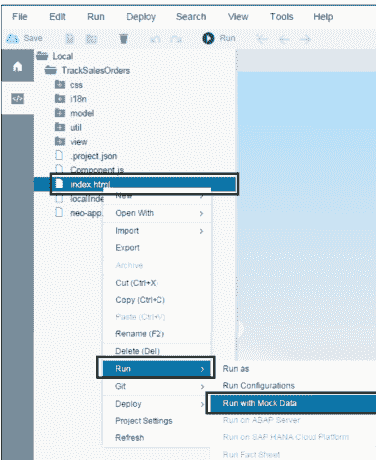 File Edit Run Deploy Search View Tools Help
Save Run
Local
TrackSalesOrders
css
i18n
model
util
view
.project.json
Component.js
index.html
New
localInde
Open With
neo-app.
Import
Export
Archive
Cut (Ctrl+X
Copy (Ctrl+C)
Paste (Ctrl+V)
Rename (F2)
Delete (Del)
Run Run as
Git Run Configurations
Deploy Run with Mock Data
Project Settings Run on ABAP Server
Refresh Run on SAP HANA Cloud Platform
Run Fact Sheet